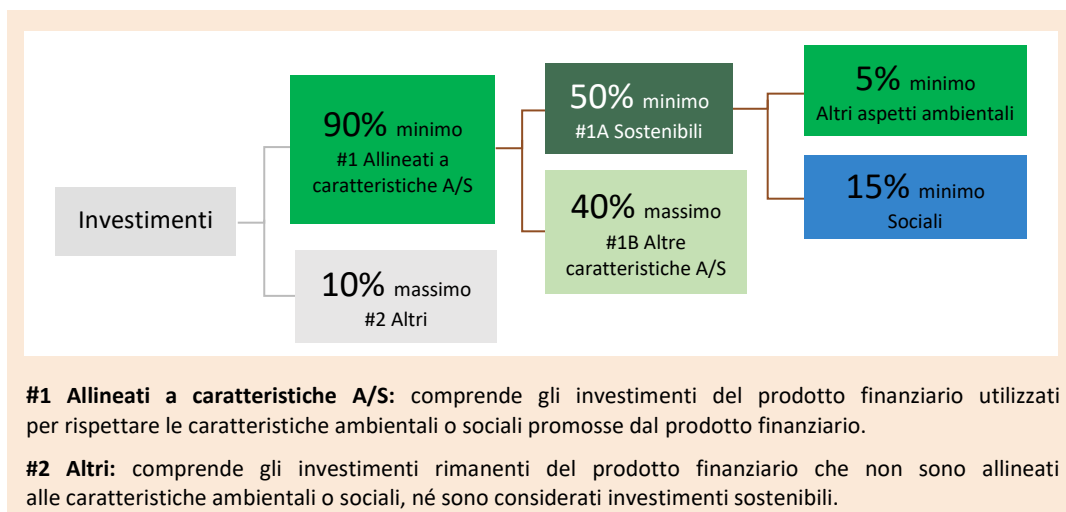 Investimenti
90% minimo
#1 Allineati a
caratteristiche A/S
10% massimo
#2 Altri
50% minimo
#1A Sostenibili
40% massimo
#1B Altre
caratteristiche A/S
5% minimo
Altri aspetti ambientali
15% minimo
Sociali
#1 Allineati a caratteristiche A/S: comprende gli investimenti del prodotto finanziario utilizzati
per rispettare le caratteristiche ambientali o sociali promosse dal prodotto finanziario.
#2 Altri: comprende gli investimenti rimanenti del prodotto finanziario che non sono allineati
alle caratteristiche ambientali o sociali, né sono considerati investimenti sostenibili.